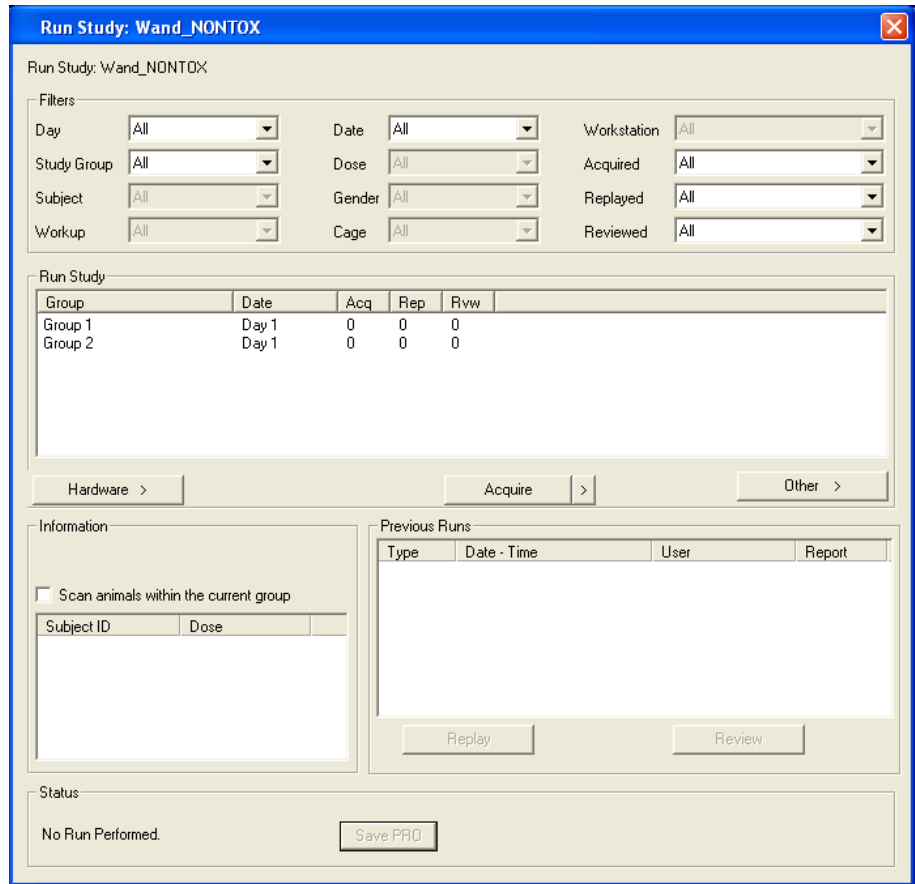 Run Study: Wand_NONTOX
Run Study: Wand_NONTOX
Filters
Day All Date All Workstation All
Study Group All Dose All Acquired All
Subject All Gender All Replayed All
Workup All Cage All Reviewed All
Run Study
Group Date Acq Rep Rvw
Group 1 Day 1 0 0 0
Group 2 Day 1 0 0 0
Hardware > Acquire > Other >
Information
Scan animals within the current group
Subject ID Dose
Previous Runs
Type Date - Time User Report
Replay Review
Status
No Run Performed. Save PRO